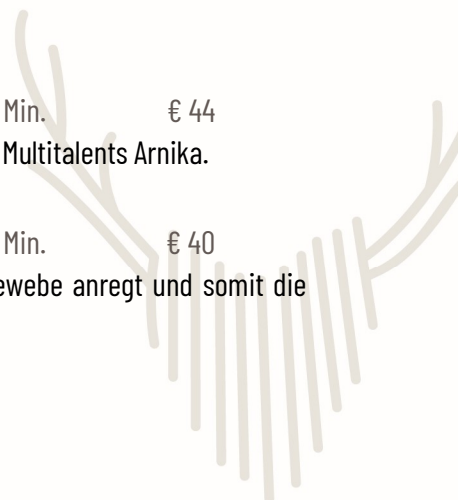 Min. € 44
Multitalents Arnika.
Min. € 40
ewebe anregt und somit die